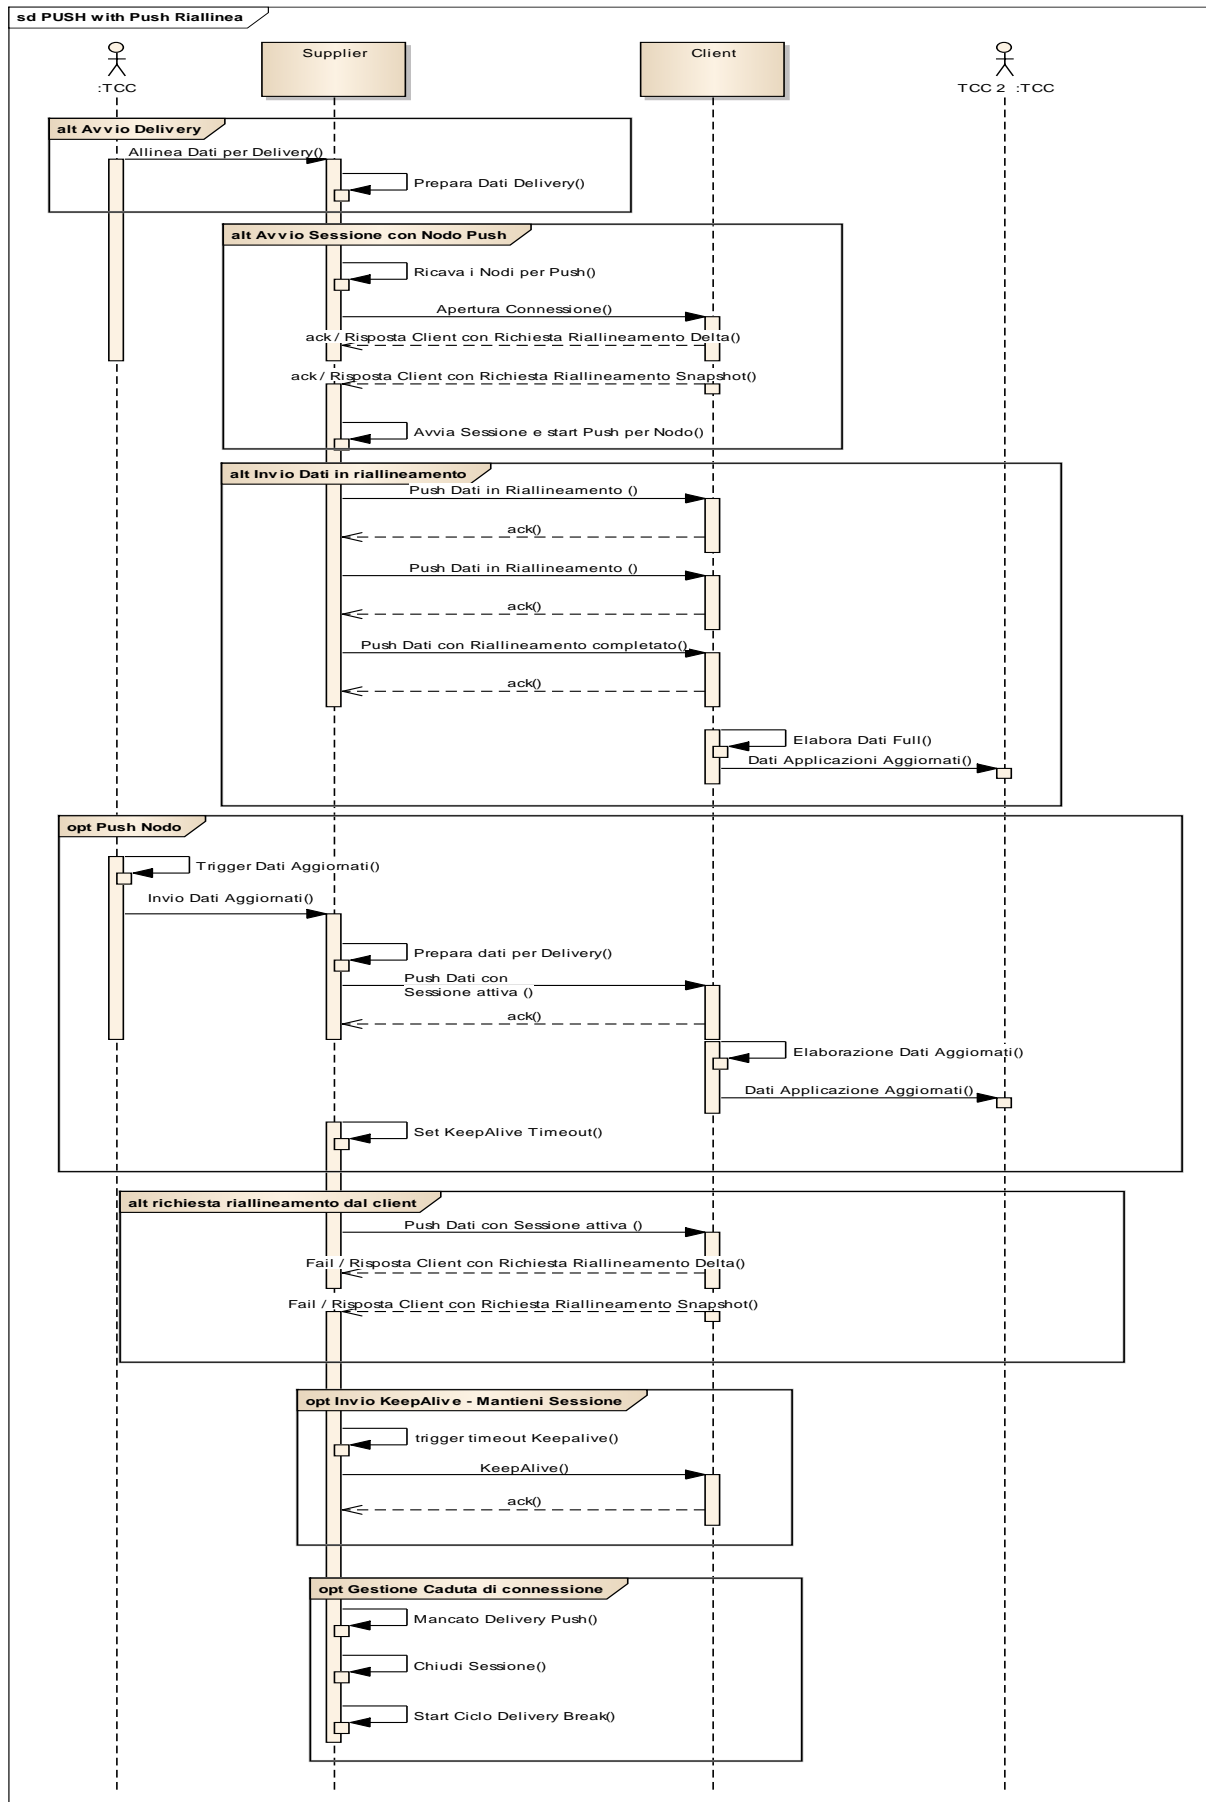 sd PUSH with Push Riallinea
:TCC
Supplier
Client
TCC 2 :TCC
alt Avvio Delivery
Allinea Dati per Delivery()
Prepara Dati Delivery()
alt Avvio Sessione con Nodo Push
Ricava i Nodi per Push()
Apertura Connessione()
ack / Risposta Client con Richiesta Riallineamento Delta()
ack / Risposta Client con Richiesta Riallineamento Snapshot()
Avvia Sessione e start Push per Nodo()
alt Invio Dati in riallineamento
Push Dati in Riallineamento ()
ack()
Push Dati in Riallineamento ()
ack()
Push Dati con Riallineamento completato()
ack()
Elabora Dati Full()
Dati Applicazioni Aggiornati()
opt Push Nodo
Trigger Dati Aggiornati()
Invio Dati Aggiornati()
Prepara dati per Delivery()
Push Dati con
Sessione attiva ()
ack()
Elaborazione Dati Aggiornati()
Dati Applicazione Aggiornati()
Set KeepAlive Timeout()
alt richiesta riallineamento dal client
Push Dati con Sessione attiva ()
Fail / Risposta Client con Richiesta Riallineamento Delta()
Fail / Risposta Client con Richiesta Riallineamento Snapshot()
opt Invio KeepAlive - Mantieni Sessione
trigger timeout Keepalive()
KeepAlive()
ack()
opt Gestione Caduta di connessione
Mancato Delivery Push()
Chiudi Sessione()
Start Ciclo Delivery Break()